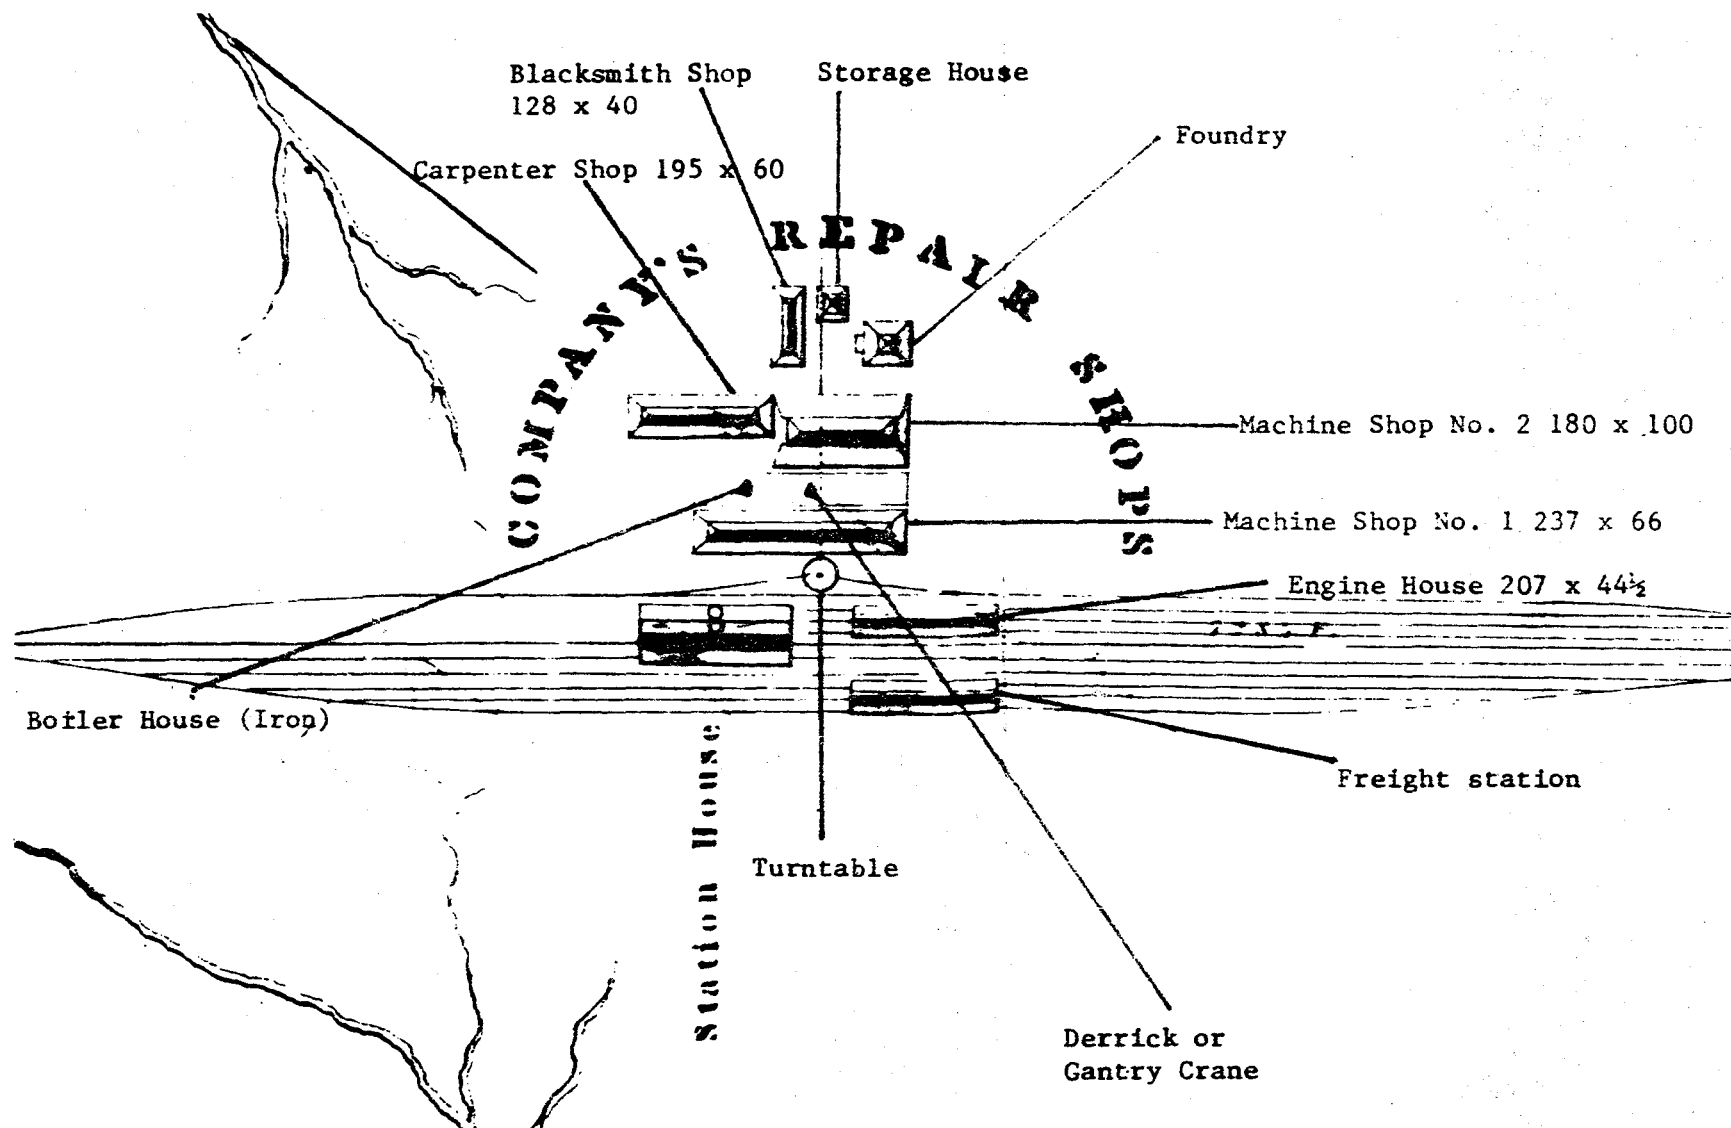 Blacksmith Shop
128 x 40
Storage House
Foundry
Carpenter Shop 195 x 60
COMPANY'S REPAIR SHOPS
Machine Shop No. 2 180 x 100
Machine Shop No. 1 237 x 66
Engine House 207 x 44½
Boiler House (Iron)
Freight station
Station House
Turntable
Derrick or
Gantry Crane